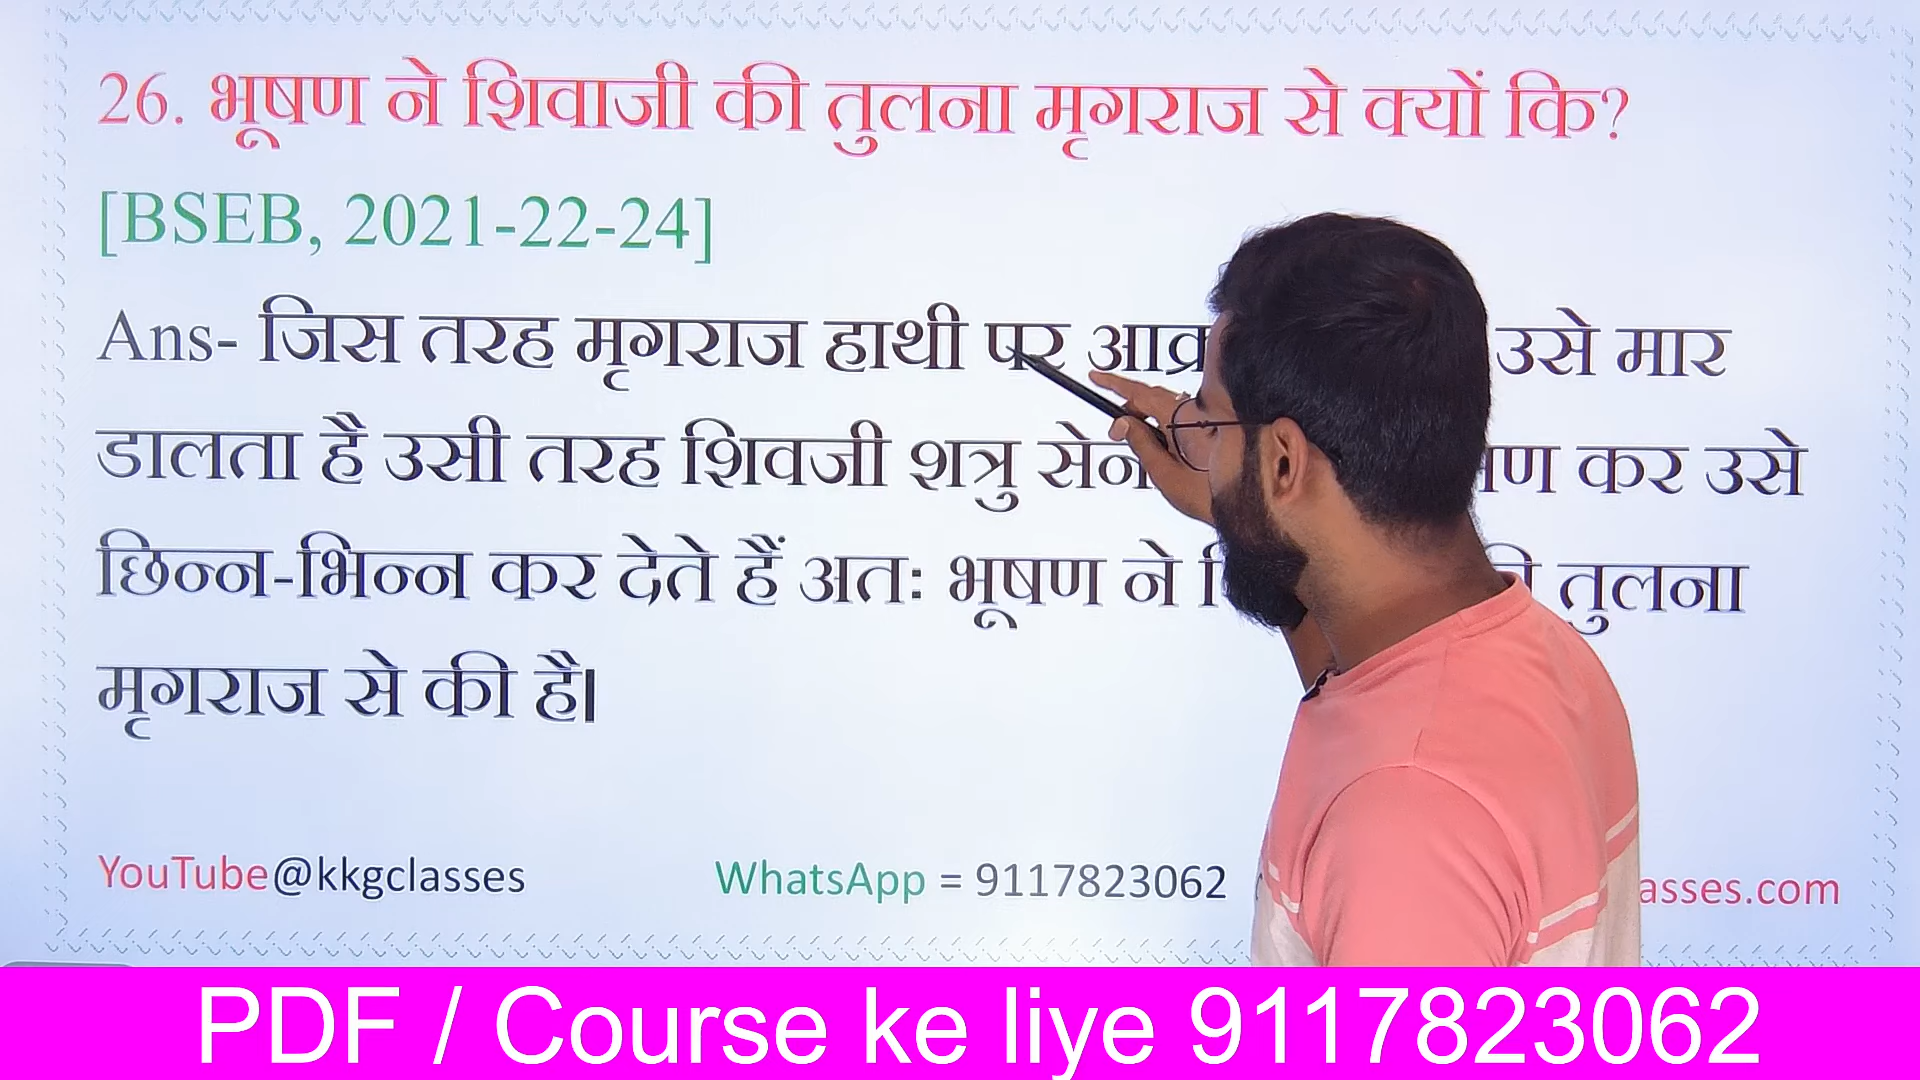 26. भूषण ने शिवाजी की तुलना मृगराज से क्यों कि?
[BSEB, 2021-22-24]
Ans- जिस तरह मृगराज हाथी पर उसे मार
डालता है उसी तरह शिवजी शत्रु कर उसे
छिन्न-भिन्न कर देते हैं अतः भूषण ने तुलना
मृगराज से की है।
YouTube@kkgclasses WhatsApp = 9117823062
PDF / Course ke liye 9117823062